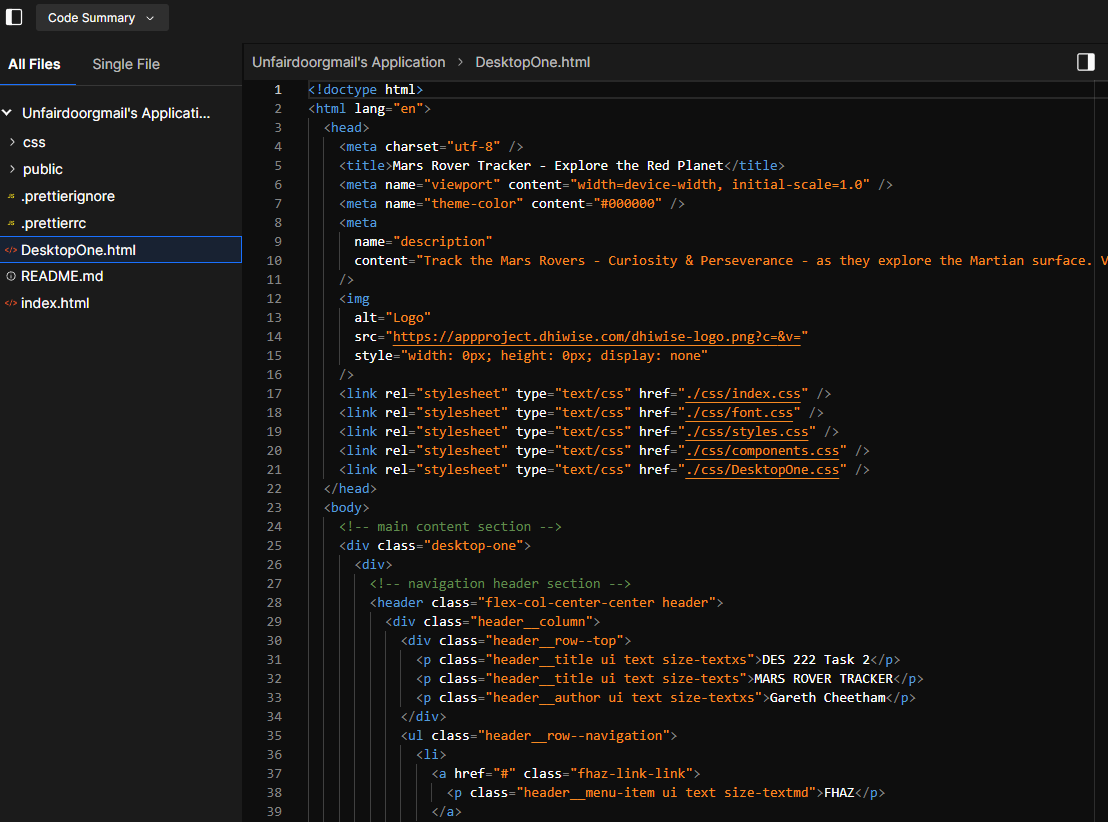 Code Summary
All Files
Single File
Unfairdoorgmail's Applicati...
css
public
.prettierignore
.prettierrc
DesktopOne.html
README.md
index.html
Unfairdoorgmail's Application > DesktopOne.html
1 <!doctype html>
2 <html lang="en">
3 <head>
4 <meta charset="utf-8" />
5 <title>Mars Rover Tracker - Explore the Red Planet</title>
6 <meta name="viewport" content="width=device-width, initial-scale=1.0" />
7 <meta name="theme-color" content="#000000" />
8 <meta
9 name="description"
10 content="Track the Mars Rovers - Curiosity & Perseverance - as they explore the Martian surface. V
11 />
12 <img
13 alt="Logo"
14 src="https://appproject.dhiwise.com/dhiwise-logo.png?c=&v="
15 style="width: 0px; height: 0px; display: none"
16 />
17 <link rel="stylesheet" type="text/css" href="./css/index.css" />
18 <link rel="stylesheet" type="text/css" href="./css/font.css" />
19 <link rel="stylesheet" type="text/css" href="./css/styles.css" />
20 <link rel="stylesheet" type="text/css" href="./css/components.css" />
21 <link rel="stylesheet" type="text/css" href="./css/DesktopOne.css" />
22 </head>
23 <body>
24 <!-- main content section -->
25 <div class="desktop-one">
26 <div>
27 <!-- navigation header section -->
28 <header class="flex-col-center-center header">
29 <div class="header__column">
30 <div class="header__row--top">
31 <p class="header__title ui text size-textxs">DES 222 Task 2</p>
32 <p class="header__title ui text size-texts">MARS ROVER TRACKER</p>
33 <p class="header__author ui text size-textxs">Gareth Cheetham</p>
34 </div>
35 <ul class="header__row--navigation">
36 <li>
37 <a href="#" class="fhaz-link-link">
38 <p class="header__menu-item ui text size-textmd">FHAZ</p>
39 </a>